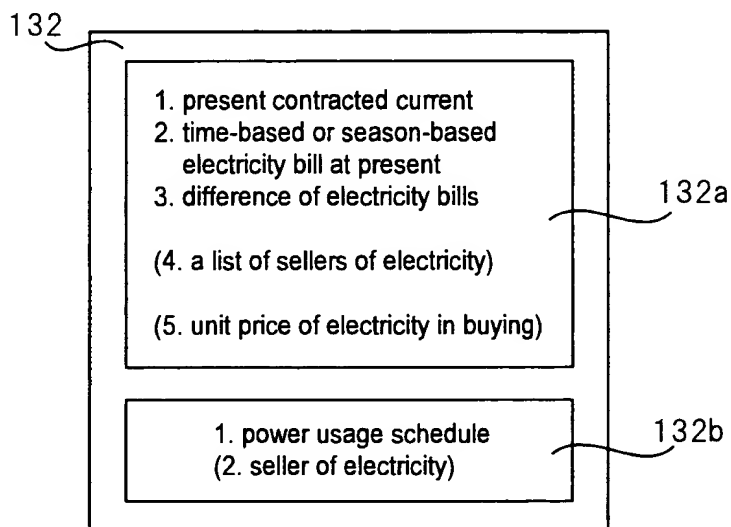 132
1. present contracted current
2. time-based or season-based
electricity bill at present
3. difference of electricity bills
132a
(4. a list of sellers of electricity)
(5. unit price of electricity in buying)
1. power usage schedule
(2. seller of electricity)
132b